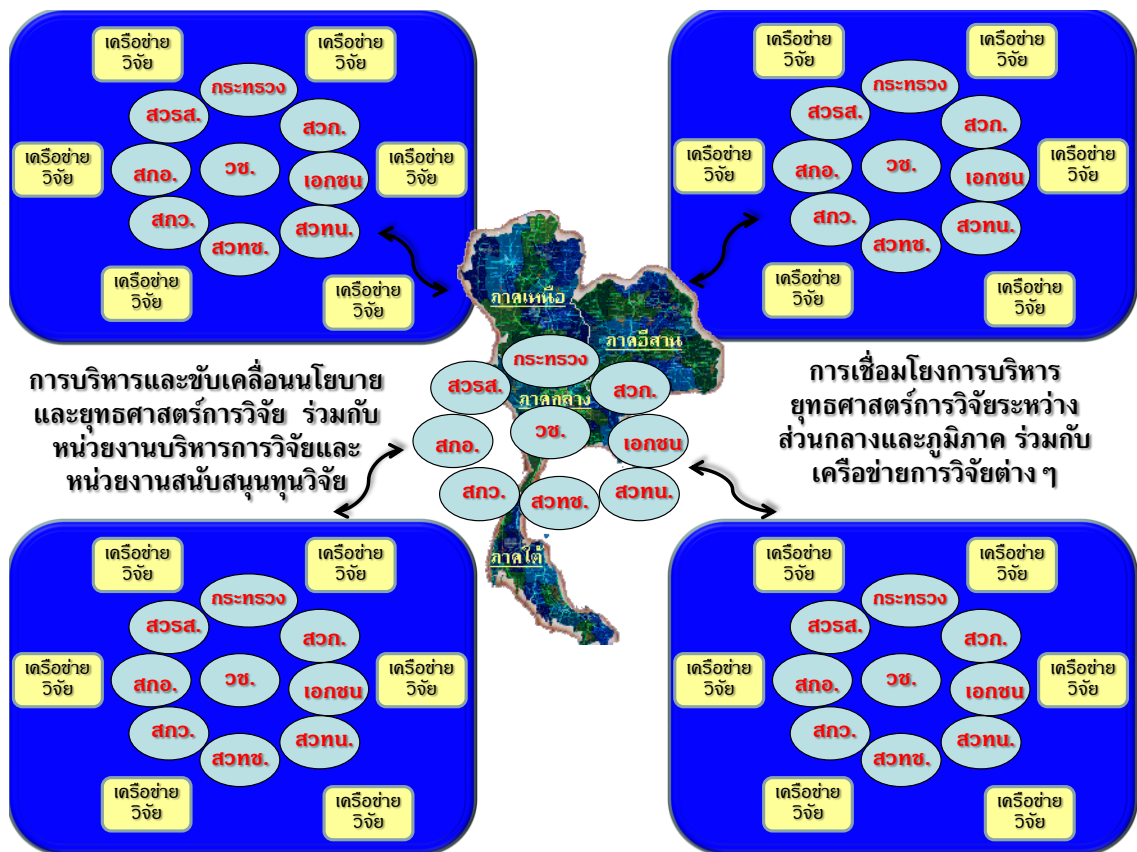 เครือข่าย
วิจัย
เครือข่าย
วิจัย
กระทรวง
สวรส.
สวก.
เครือข่าย
วิจัย
สกอ.
วช.
เอกชน
เครือข่าย
วิจัย
สกว.
สวทช.
สวทน.
เครือข่าย
วิจัย
เครือข่าย
วิจัย
เครือข่าย
วิจัย
เครือข่าย
วิจัย
กระทรวง
สวรส.
สวก.
เครือข่าย
วิจัย
สกอ.
วช.
เอกชน
เครือข่าย
วิจัย
สกว.
สวทช.
สวทน.
เครือข่าย
วิจัย
เครือข่าย
วิจัย
การบริหารและขับเคลื่อนนโยบาย
และยุทธศาสตร์การวิจัย ร่วมกับ
หน่วยงานบริหารการวิจัยและ
หน่วยงานสนับสนุนทุนวิจัย
ภาคเหนือ
ภาคอีสาน
กระทรวง
สวรส.
สวก.
ภาคกลาง
สกอ.
วช.
เอกชน
สกว.
สวทช.
สวทน.
ภาคใต้
การเชื่อมโยงการบริหาร
ยุทธศาสตร์การวิจัยระหว่าง
ส่วนกลางและภูมิภาค ร่วมกับ
เครือข่ายการวิจัยต่าง ๆ
เครือข่าย
วิจัย
เครือข่าย
วิจัย
กระทรวง
สวรส.
สวก.
เครือข่าย
วิจัย
สกอ.
วช.
เอกชน
เครือข่าย
วิจัย
สกว.
สวทช.
สวทน.
เครือข่าย
วิจัย
เครือข่าย
วิจัย
เครือข่าย
วิจัย
เครือข่าย
วิจัย
กระทรวง
สวรส.
สวก.
เครือข่าย
วิจัย
สกอ.
วช.
เอกชน
เครือข่าย
วิจัย
สกว.
สวทช.
สวทน.
เครือข่าย
วิจัย
เครือข่าย
วิจัย